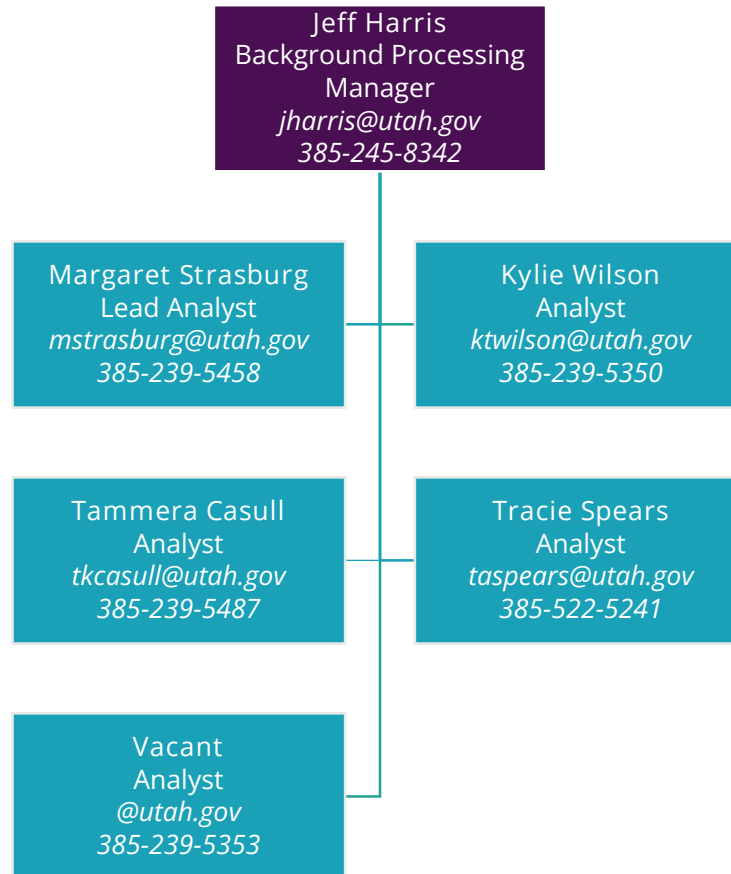 Jeff Harris
Background Processing
Manager
jharris@utah.gov
385-245-8342
Margaret Strasburg
Lead Analyst
mstrasburg@utah.gov
385-239-5458
Kylie Wilson
Analyst
ktwilson@utah.gov
385-239-5350
Tammera Casull
Analyst
tkcasull@utah.gov
385-239-5487
Tracie Spears
Analyst
taspears@utah.gov
385-522-5241
Vacant
Analyst
@utah.gov
385-239-5353